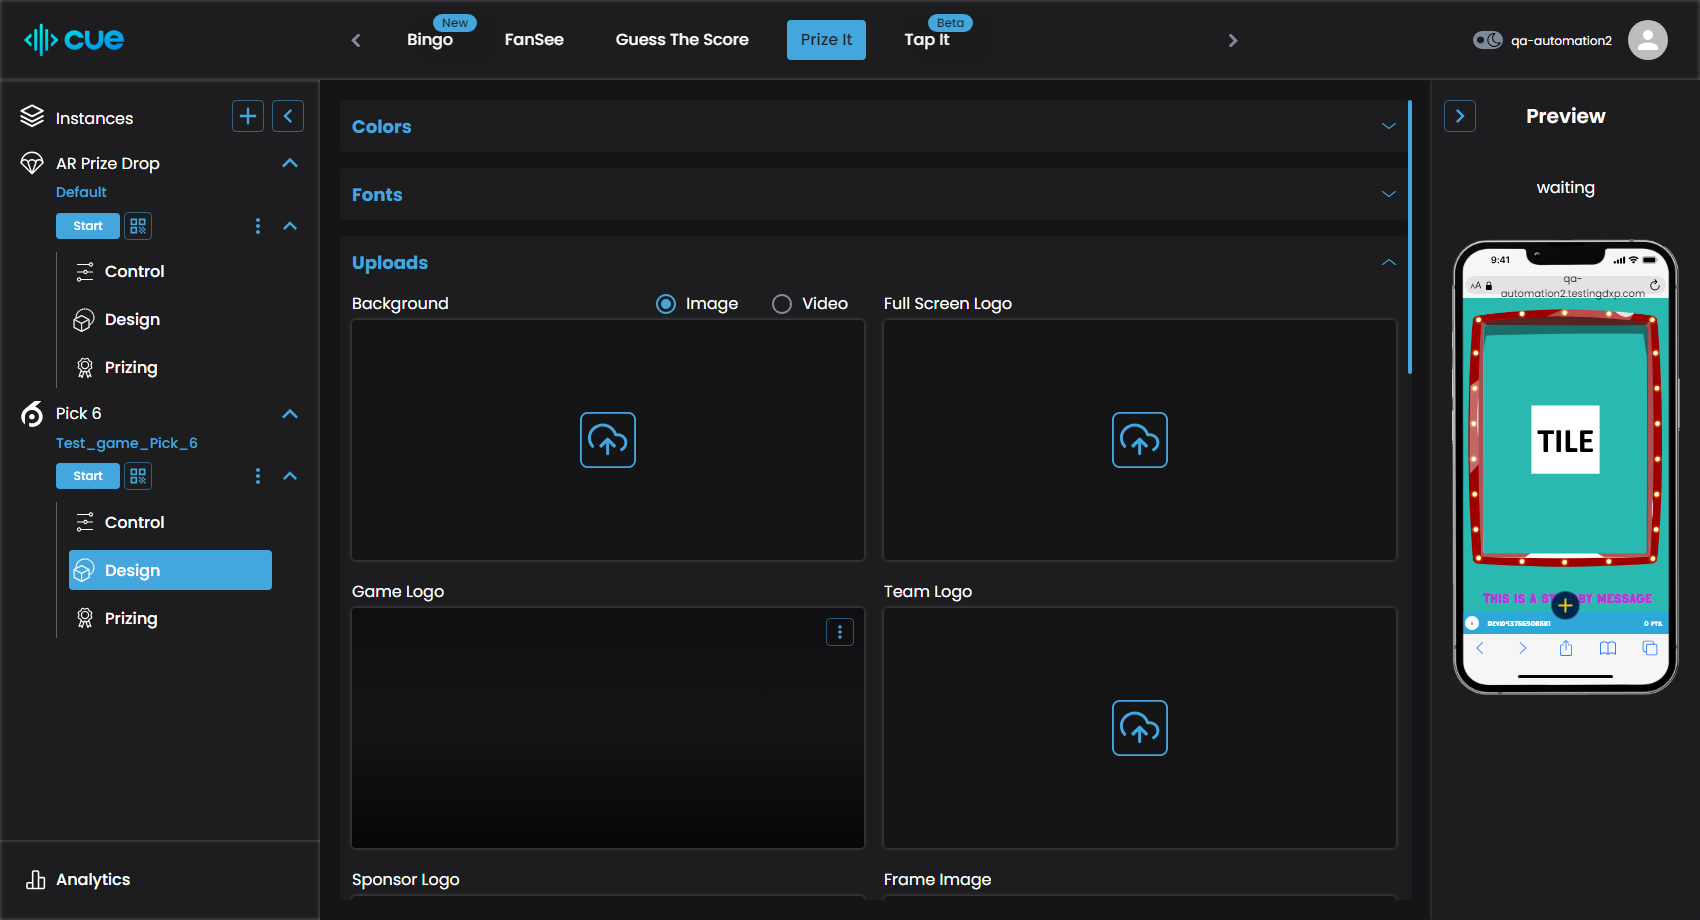 cue
New
Bingo
FanSee
Guess The Score
Prize It
Beta
Tap It
qa-automation2
Instances
AR Prize Drop
Default
Start
Control
Design
Prizing
Pick 6
Test_game_Pick_6
Start
Control
Design
Prizing
Analytics
Colors
Fonts
Uploads
Background
Image
Video
Full Screen Logo
Game Logo
Team Logo
Sponsor Logo
Frame Image
Preview
waiting
9:41
AA
qa-
automation2.testingdxp.com
TILE
THIS IS A ST BY MESSAGE
0 PTS.